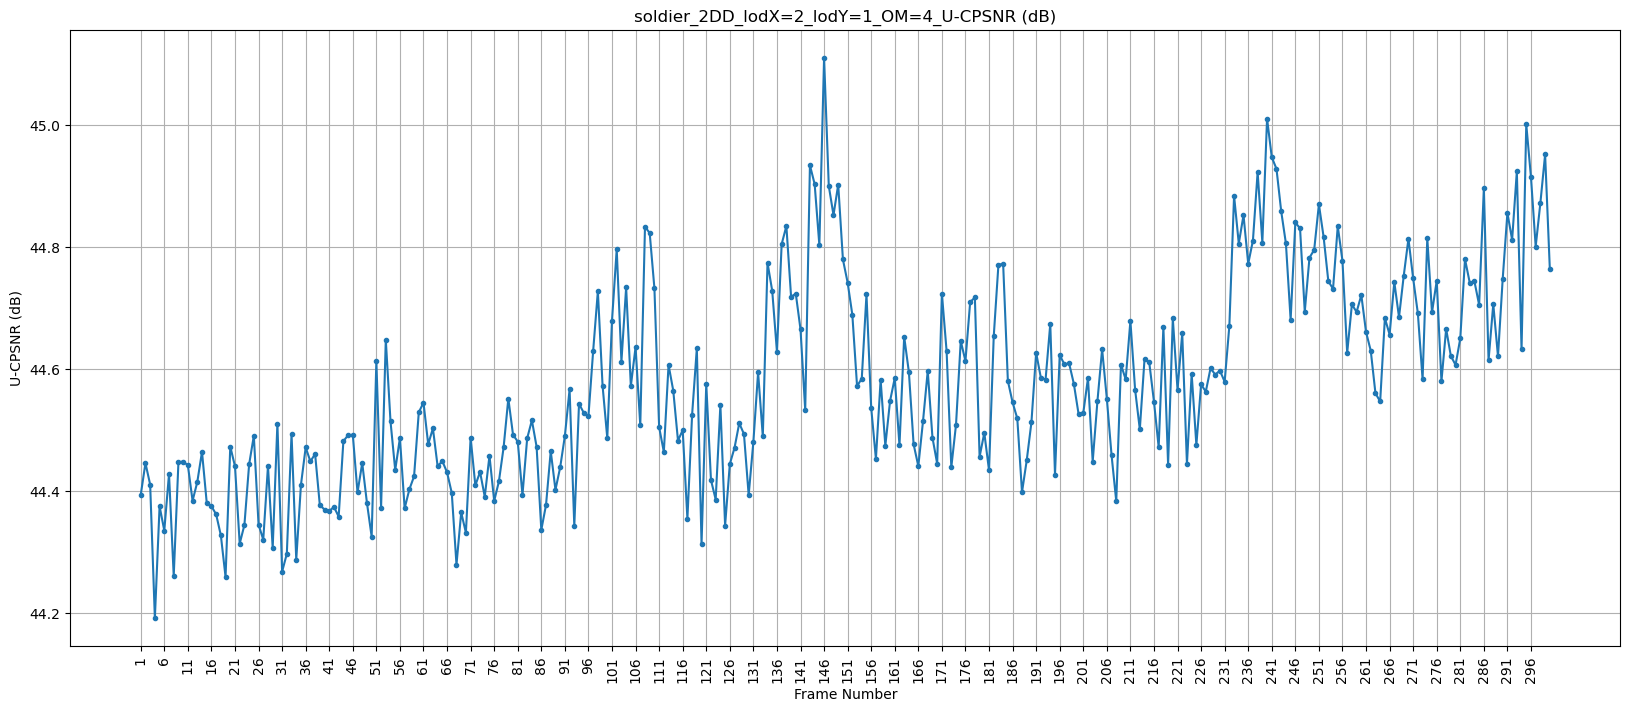 soldier_2DD_lodX=2_lodY=1_OM=4_U-CPSNR (dB)
U-CPSNR (dB)
45.0
44.8
44.6
44.4
44.2
1 6 11 16 21 26 31 36 41 46 51 56 61 66 71 76 81 86 91 96 101 106 111 116 121 126 131 136 141 146 151 156 161 166 171 176 181 186 191 196 201 206 211 216 221 226 231 236 241 246 251 256 261 266 271 276 281 286 291 296
Frame Number